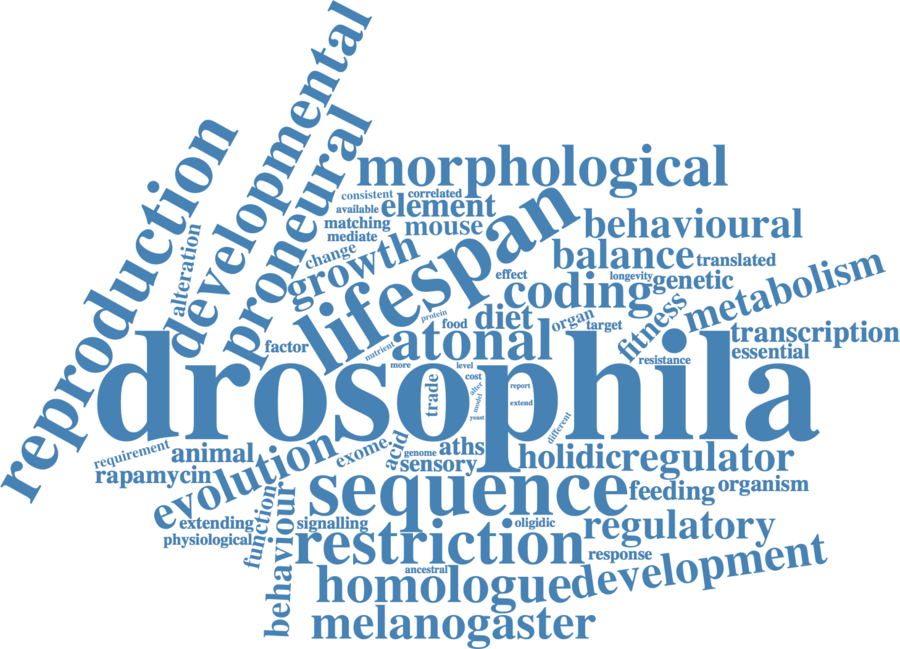 reproduction
developmental
proneural
morphological
consistent
correlated
available
element
matching
mouse
mediate
behavioural
change
growth
lifespan
balance
translated
alteration
effect
longevity
genetic
coding
metabolism
protein
food
diet
organ
target
fitness
transcription
factor
nutrient
atonal
essential
resistance
more
level
drosophila
cost
trade
alter
model
yeast
report
extend
different
requirement
animal
rapamycin
evolution
exome.
acid
genome
aths
sensory
holidic
regulator
sequence
feeding
organism
extending
physiological
function
behaviour
signalling
oligidic
regulatory
restriction
response
ancestral
homologue
development
melanogaster